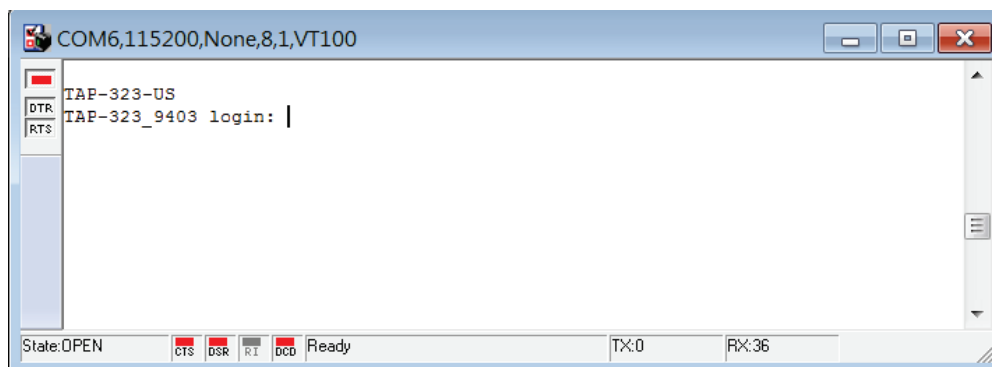 COM6,115200,None,8,1,VT100
DTR
RTS
TAP-323-US
TAP-323_9403 login:
State:OPEN CTS DSR RI DCD Ready TX:0 RX:36